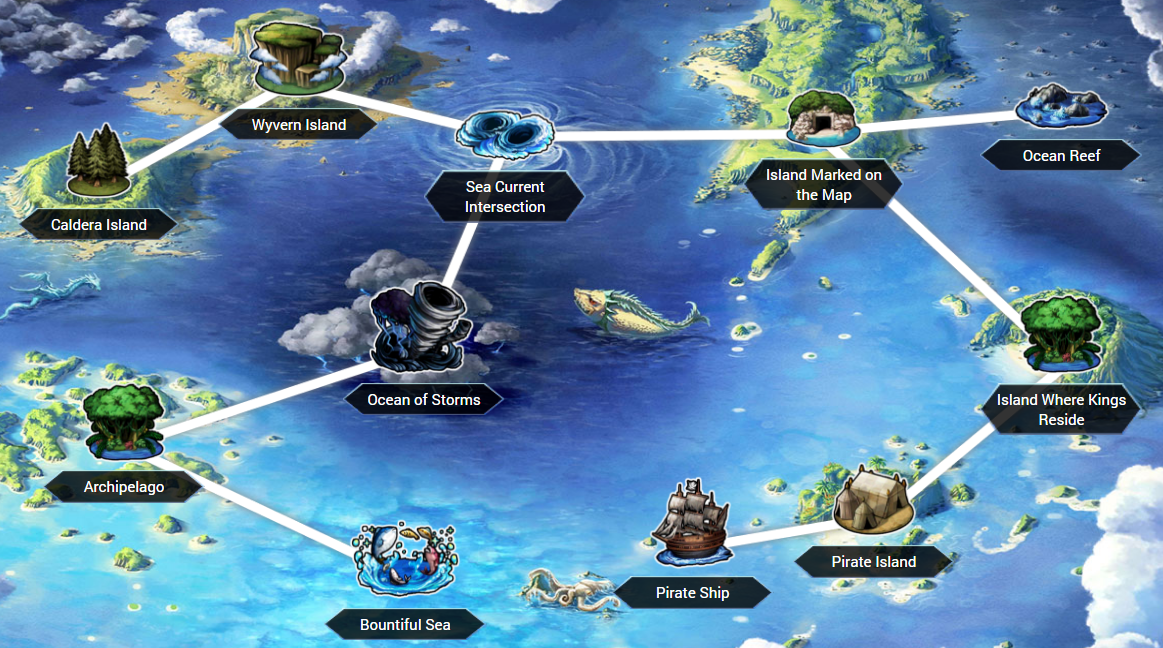 Wyvern Island
Sea Current
Intersection
Island Marked on
the Map
Ocean Reef
Caldera Island
Ocean of Storms
Island Where Kings
Reside
Archipelago
Pirate Island
Pirate Ship
Bountiful Sea